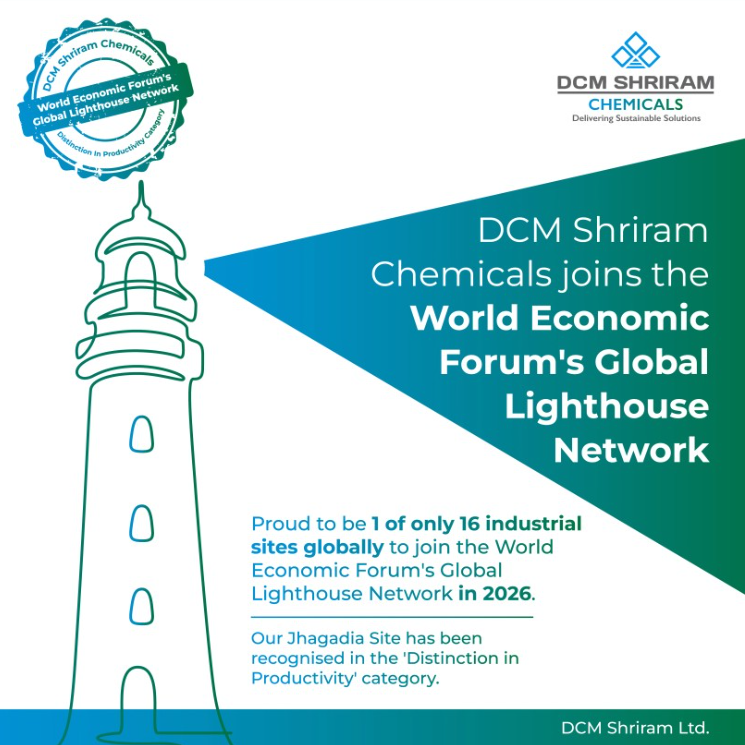 DCM Shriram Chemicals
World Economic Forum's
Global Lighthouse Network
Distinction In Productivity Category
DCM SHRIRAM
CHEMICALS
Delivering Sustainable Solutions
DCM Shriram
Chemicals joins the
World Economic
Forum's Global
Lighthouse
Network
Proud to be 1 of only 16 industrial
sites globally to join the World
Economic Forum's Global
Lighthouse Network in 2026.
Our Jhagadia Site has been
recognised in the 'Distinction in
Productivity' category.
DCM Shriram Ltd.